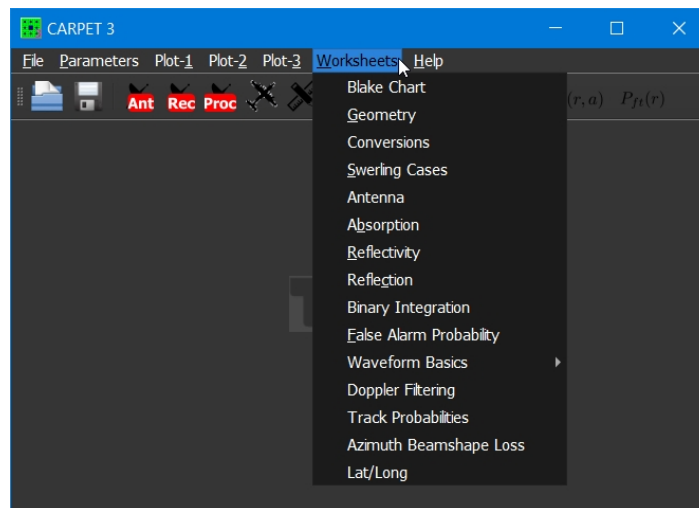 CARPET 3
File Parameters Plot-1 Plot-2 Plot-3 Worksheets Help
Ant Rec Proc (r, a) Pft(r)
Blake Chart
Geometry
Conversions
Swerling Cases
Antenna
Absorption
Reflectivity
Reflection
Binary Integration
False Alarm Probability
Waveform Basics
Doppler Filtering
Track Probabilities
Azimuth Beamshape Loss
Lat/Long